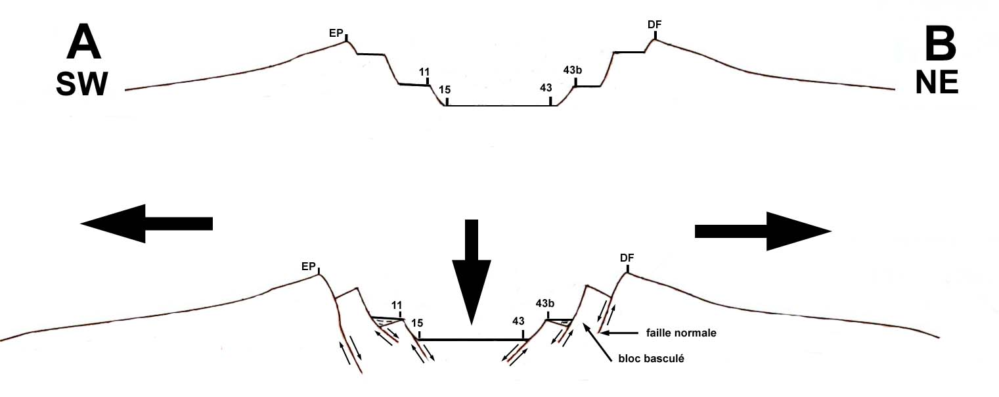 A
SW
EP
11
15
43
43b
DF
B
NE
EP
11
15
43
43b
DF
faille normale
bloc basculé